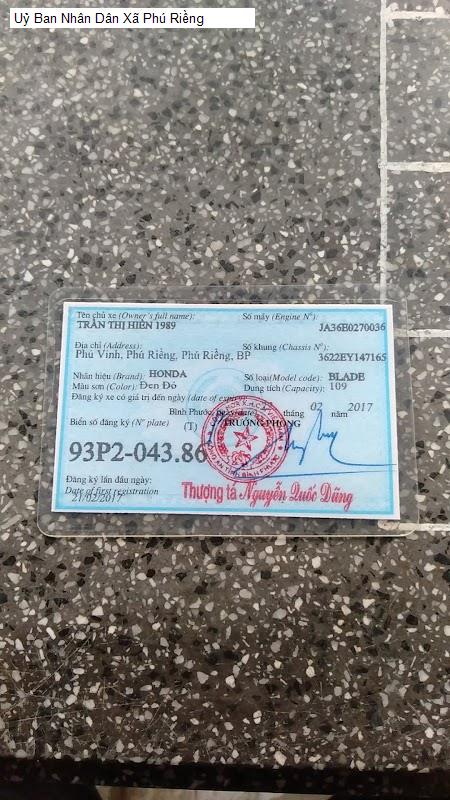 Uỷ Ban Nhân Dân Xã Phú Riềng
Tên chủ xe (Owner's full name):
TRẦN THỊ HIỀN 1989
Số máy (Engine N°):
JA36E0270036
Địa chỉ (Address):
Phú Vinh, Phú Riềng, Phú Riềng, BP
Số khung (Chassis N°):
3622EY147165
Nhãn hiệu (Brand): HONDA
Số loại (Model code): BLADE
Màu sơn (Color): Đen Đỏ
Dung tích (Capacity): 109
Đăng ký xe có giá trị đến ngày (date of expiry)
Bình Phước, ngày (date) tháng 02 năm 2017
Biển số đăng ký (N° plate) (T) TRƯỞNG PHÒNG
93P2-043.86
Đăng ký lần đầu ngày:
Date of first registration
21/02/2017
Thượng tá Nguyễn Quốc Dũng